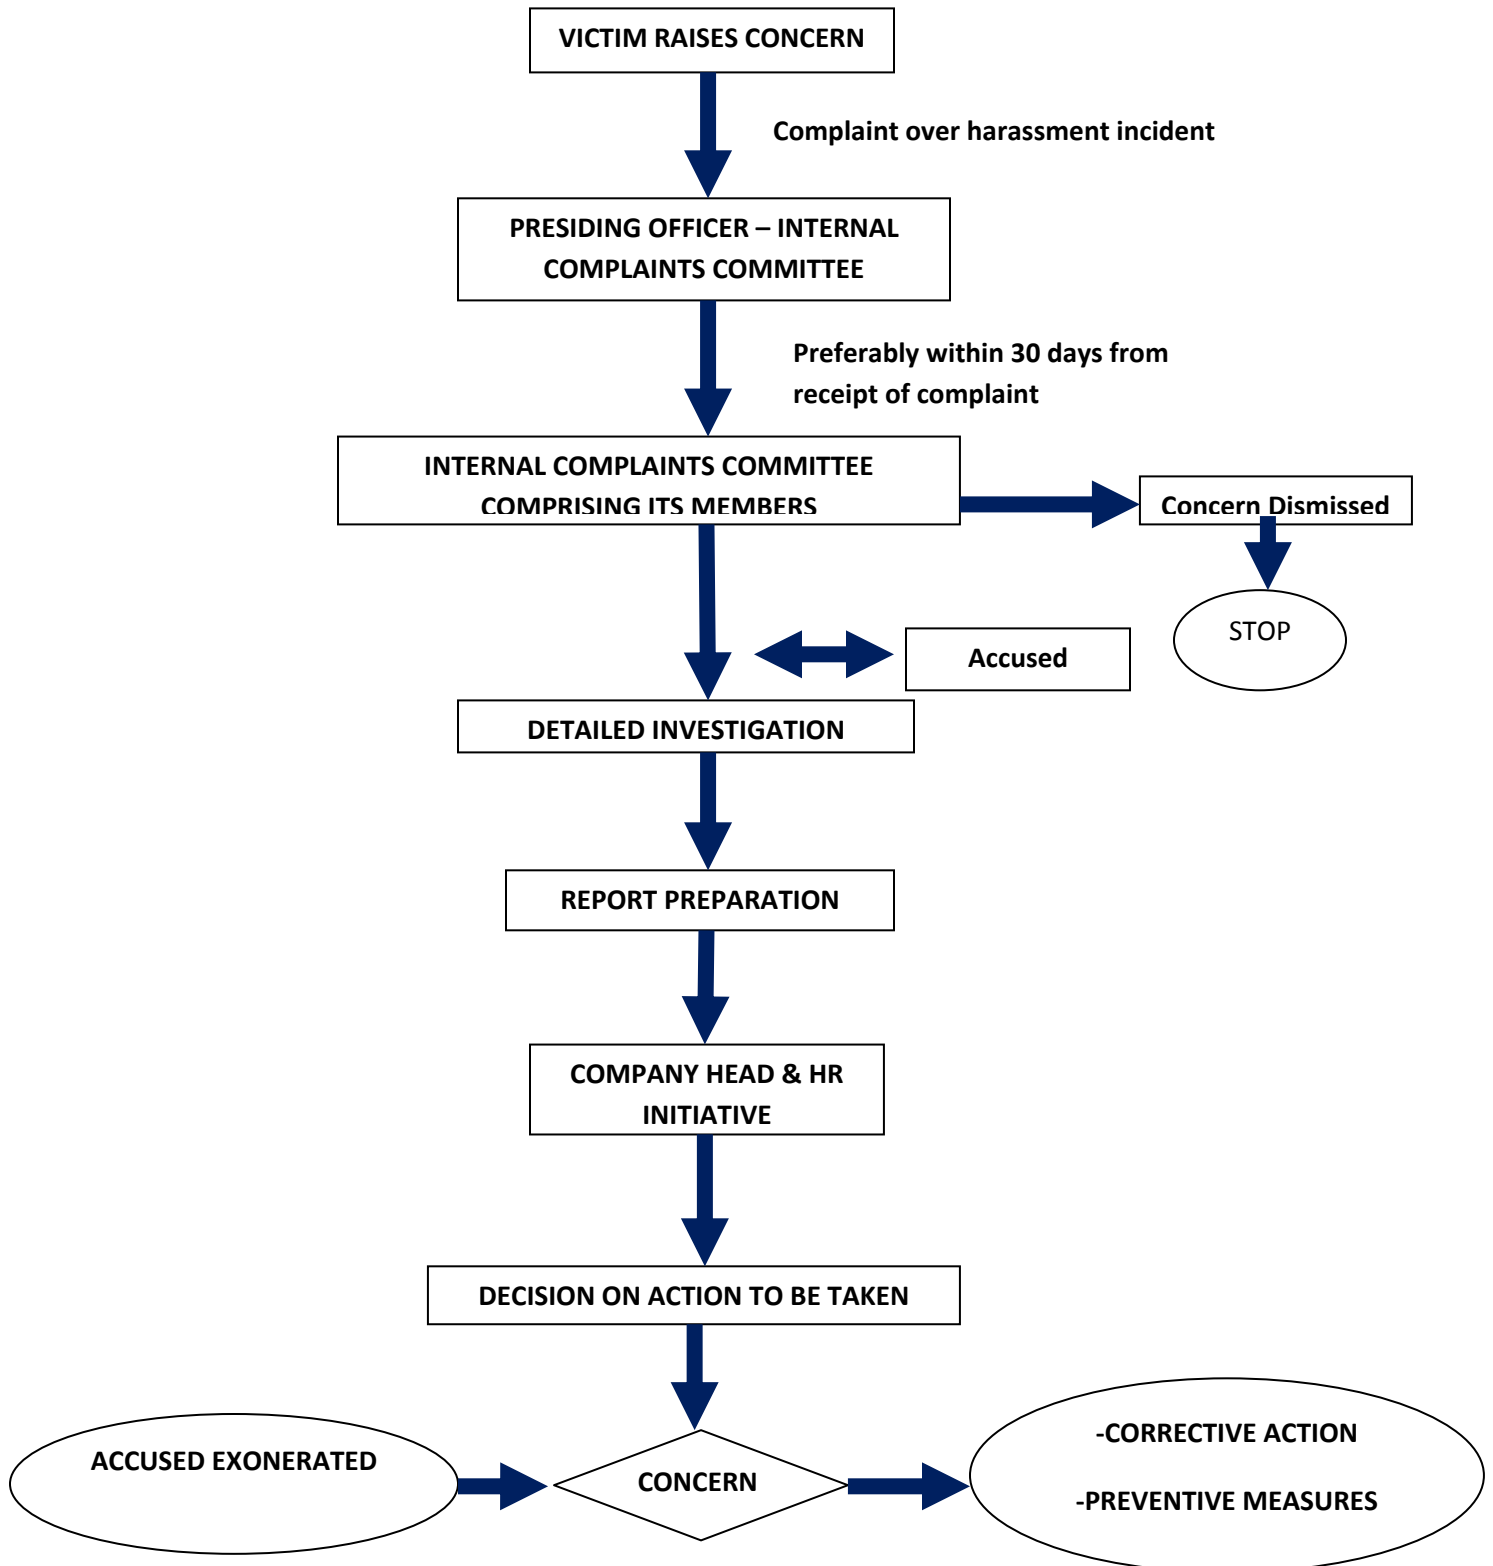 VICTIM RAISES CONCERN
Complaint over harassment incident
PRESIDING OFFICER – INTERNAL
COMPLAINTS COMMITTEE
Preferably within 30 days from
receipt of complaint
INTERNAL COMPLAINTS COMMITTEE
COMPRISING ITS MEMBERS
Concern Dismissed
STOP
Accused
DETAILED INVESTIGATION
REPORT PREPARATION
COMPANY HEAD & HR
INITIATIVE
DECISION ON ACTION TO BE TAKEN
ACCUSED EXONERATED
CONCERN
-CORRECTIVE ACTION
-PREVENTIVE MEASURES